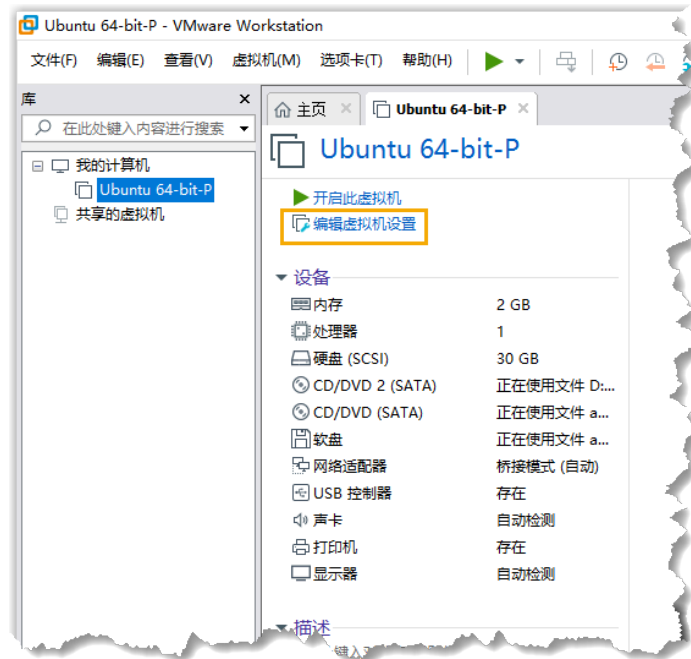 Ubuntu 64-bit-P - VMware Workstation
文件(F) 编辑(E) 查看(V) 虚拟机(M) 选项卡(T) 帮助(H)
库
在此处键入内容进行搜索
我的计算机
Ubuntu 64-bit-P
共享的虚拟机
主页
Ubuntu 64-bit-P
Ubuntu 64-bit-P
开启此虚拟机
编辑虚拟机设置
设备
内存 2 GB
处理器 1
硬盘 (SCSI) 30 GB
CD/DVD 2 (SATA) 正在使用文件 D:...
CD/DVD (SATA) 正在使用文件 a...
软盘 正在使用文件 a...
网络适配器 桥接模式 (自动)
USB 控制器 存在
声卡 自动检测
打印机 存在
显示器 自动检测
描述
键入